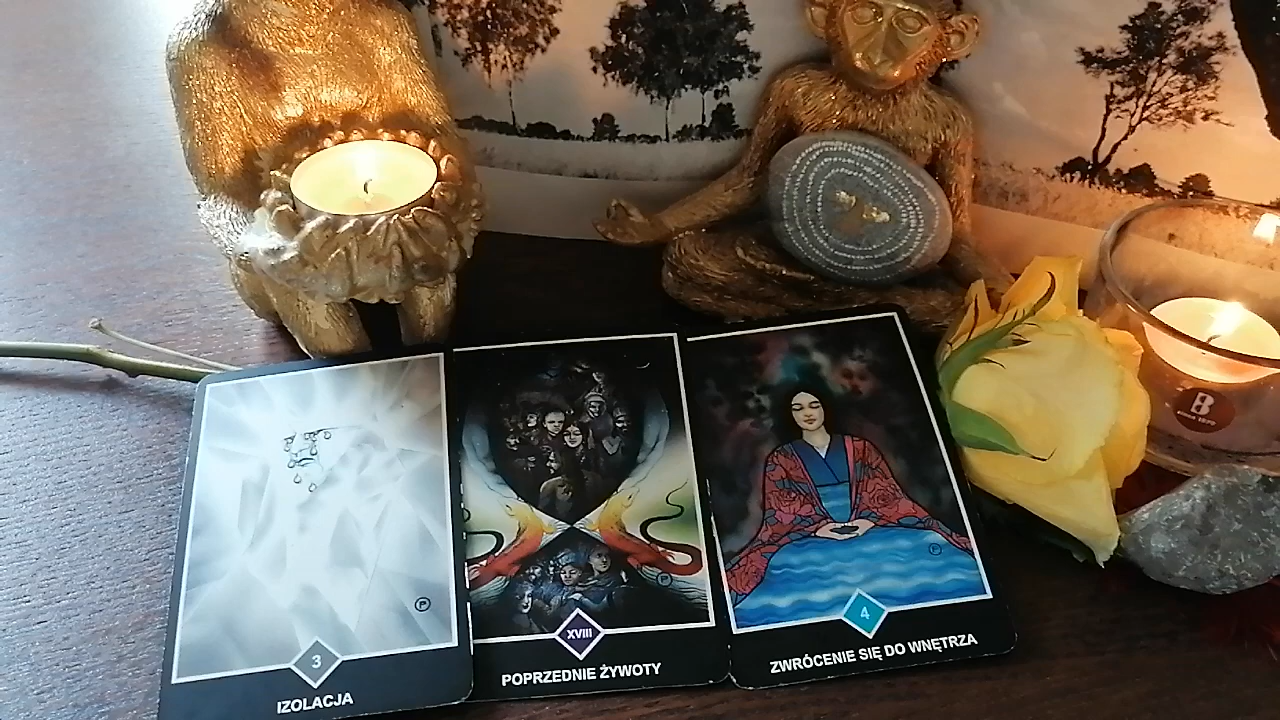 3
IZOLACJA
XVIII
POPRZEDNIE ŻYWOTY
4
ZWRÓCENIE SIĘ DO WNĘTRZA
B